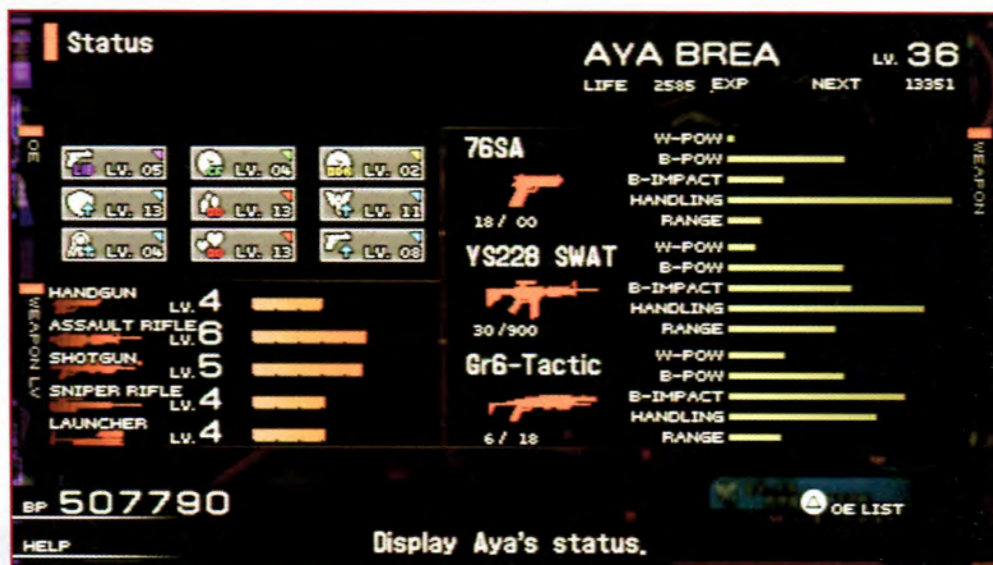 Status
AYA BREA LV. 36
LIFE 2585 EXP NEXT 13351
OE
LV. 05
LV. 04
LV. 02
LV. 13
LV. 13
LV. 11
LV. 04
LV. 13
LV. 08
WEAPON LV
HANDGUN
LV. 4
ASSAULT RIFLE
LV. 6
SHOTGUN
LV. 5
SNIPER RIFLE
LV. 4
LAUNCHER
LV. 4
76SA
18/ 00
W-POW
B-POW
B-IMPACT
HANDLING
RANGE
YS228 SWAT
30/900
W-POW
B-POW
B-IMPACT
HANDLING
RANGE
Gr6-Tactic
6/ 18
W-POW
B-POW
B-IMPACT
HANDLING
RANGE
WEAPON
BP 507790
OE LIST
HELP
Display Aya's status.